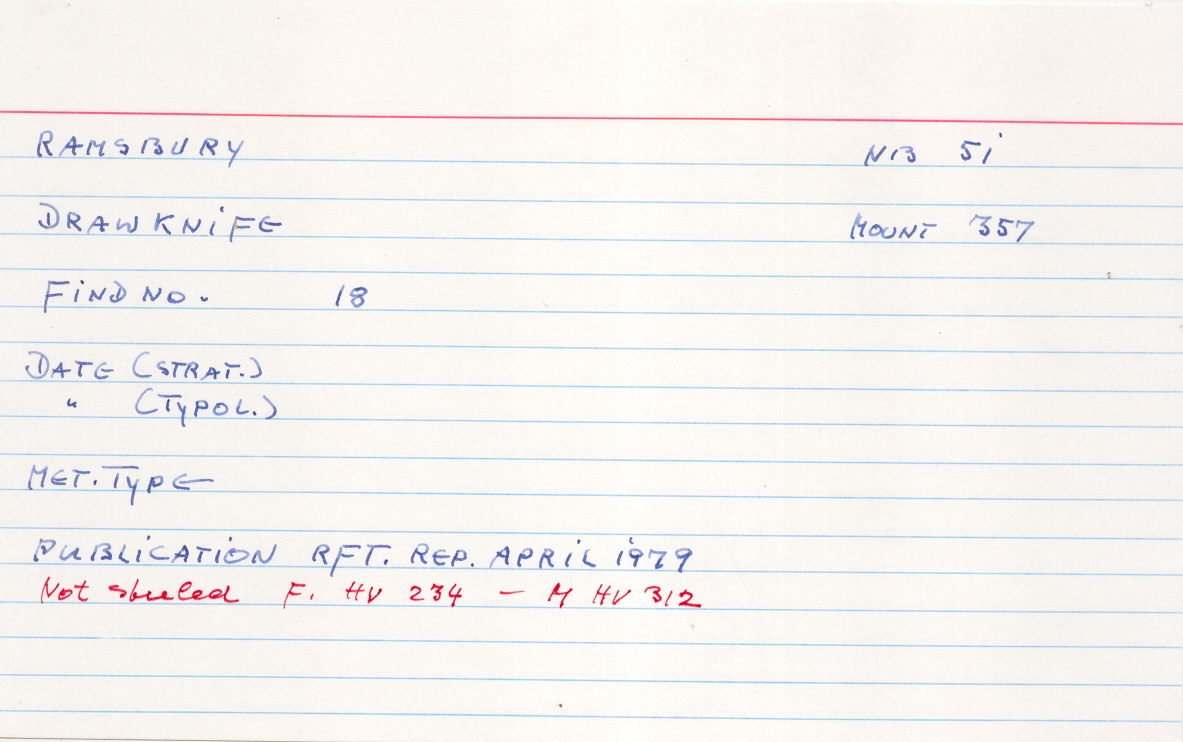 RAMSBURY NB 5i
DRAWKNIFE MOUNT 357
FIND NO. 18
DATE (STRAT.)
" (TYPOL.)
MET. TYPE
PUBLICATION RFT. REP. APRIL 1979
Not steeled F. HV 234 - M HV 312